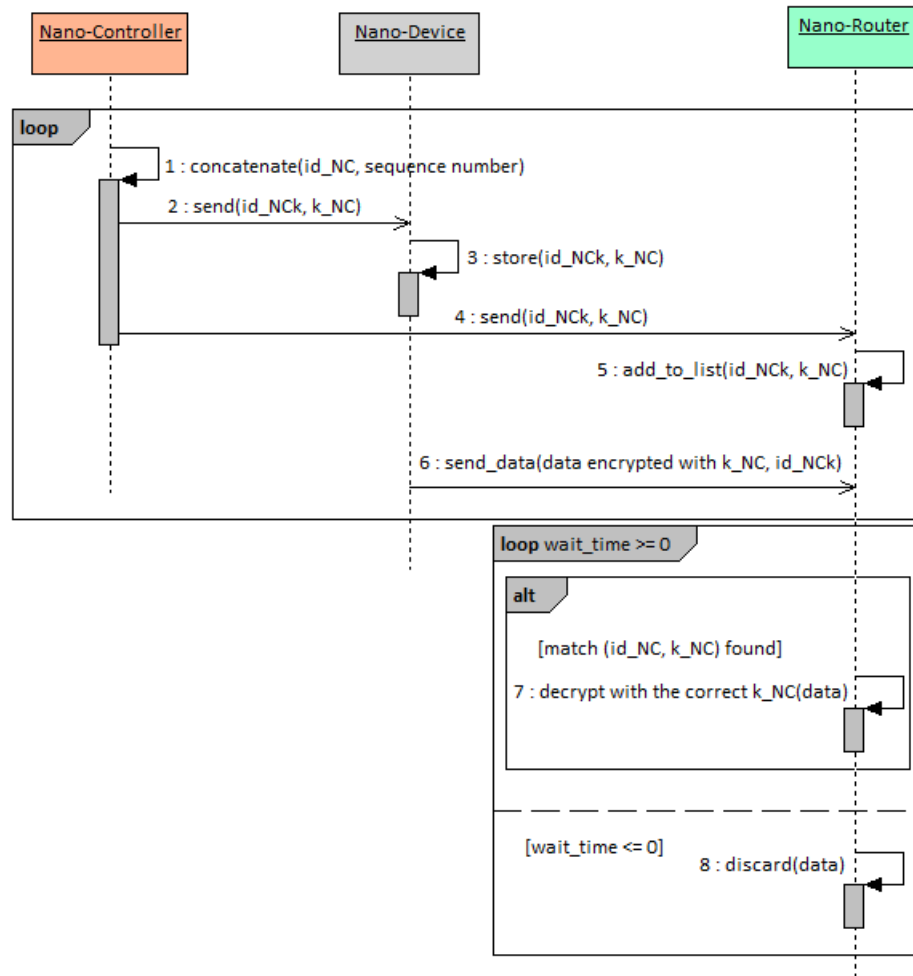 Nano-Controller
Nano-Device
Nano-Router
loop
1 : concatenate(id_NC, sequence number)
2 : send(id_NCk, k_NC)
3 : store(id_NCk, k_NC)
4 : send(id_NCk, k_NC)
5 : add_to_list(id_NCk, k_NC)
6 : send_data(data encrypted with k_NC, id_NCk)
loop wait_time >= 0
alt
[match (id_NC, k_NC) found]
7 : decrypt with the correct k_NC(data)
[wait_time <= 0]
8 : discard(data)